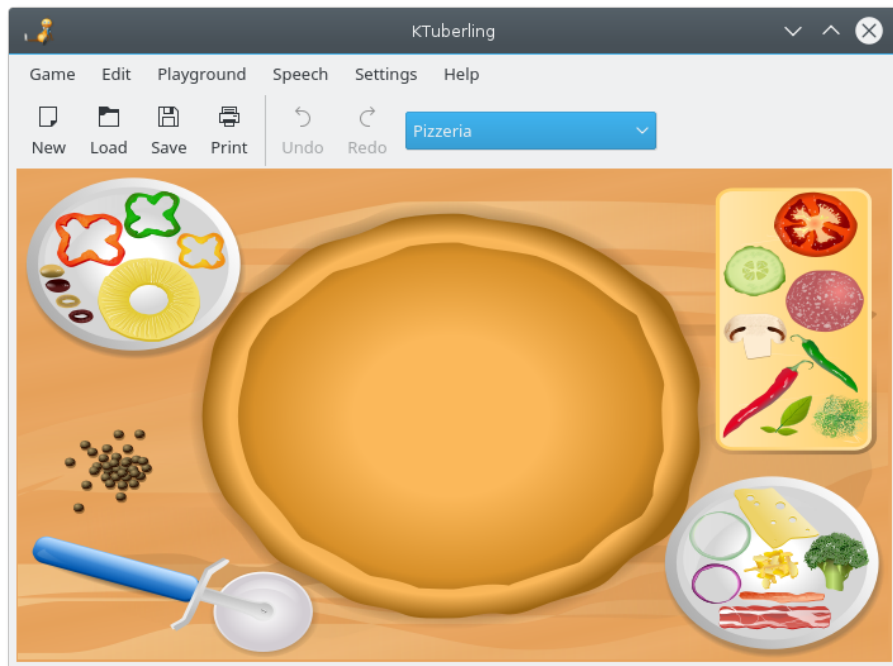 KTuberling
Game Edit Playground Speech Settings Help
New Load Save Print Undo Redo Pizzeria